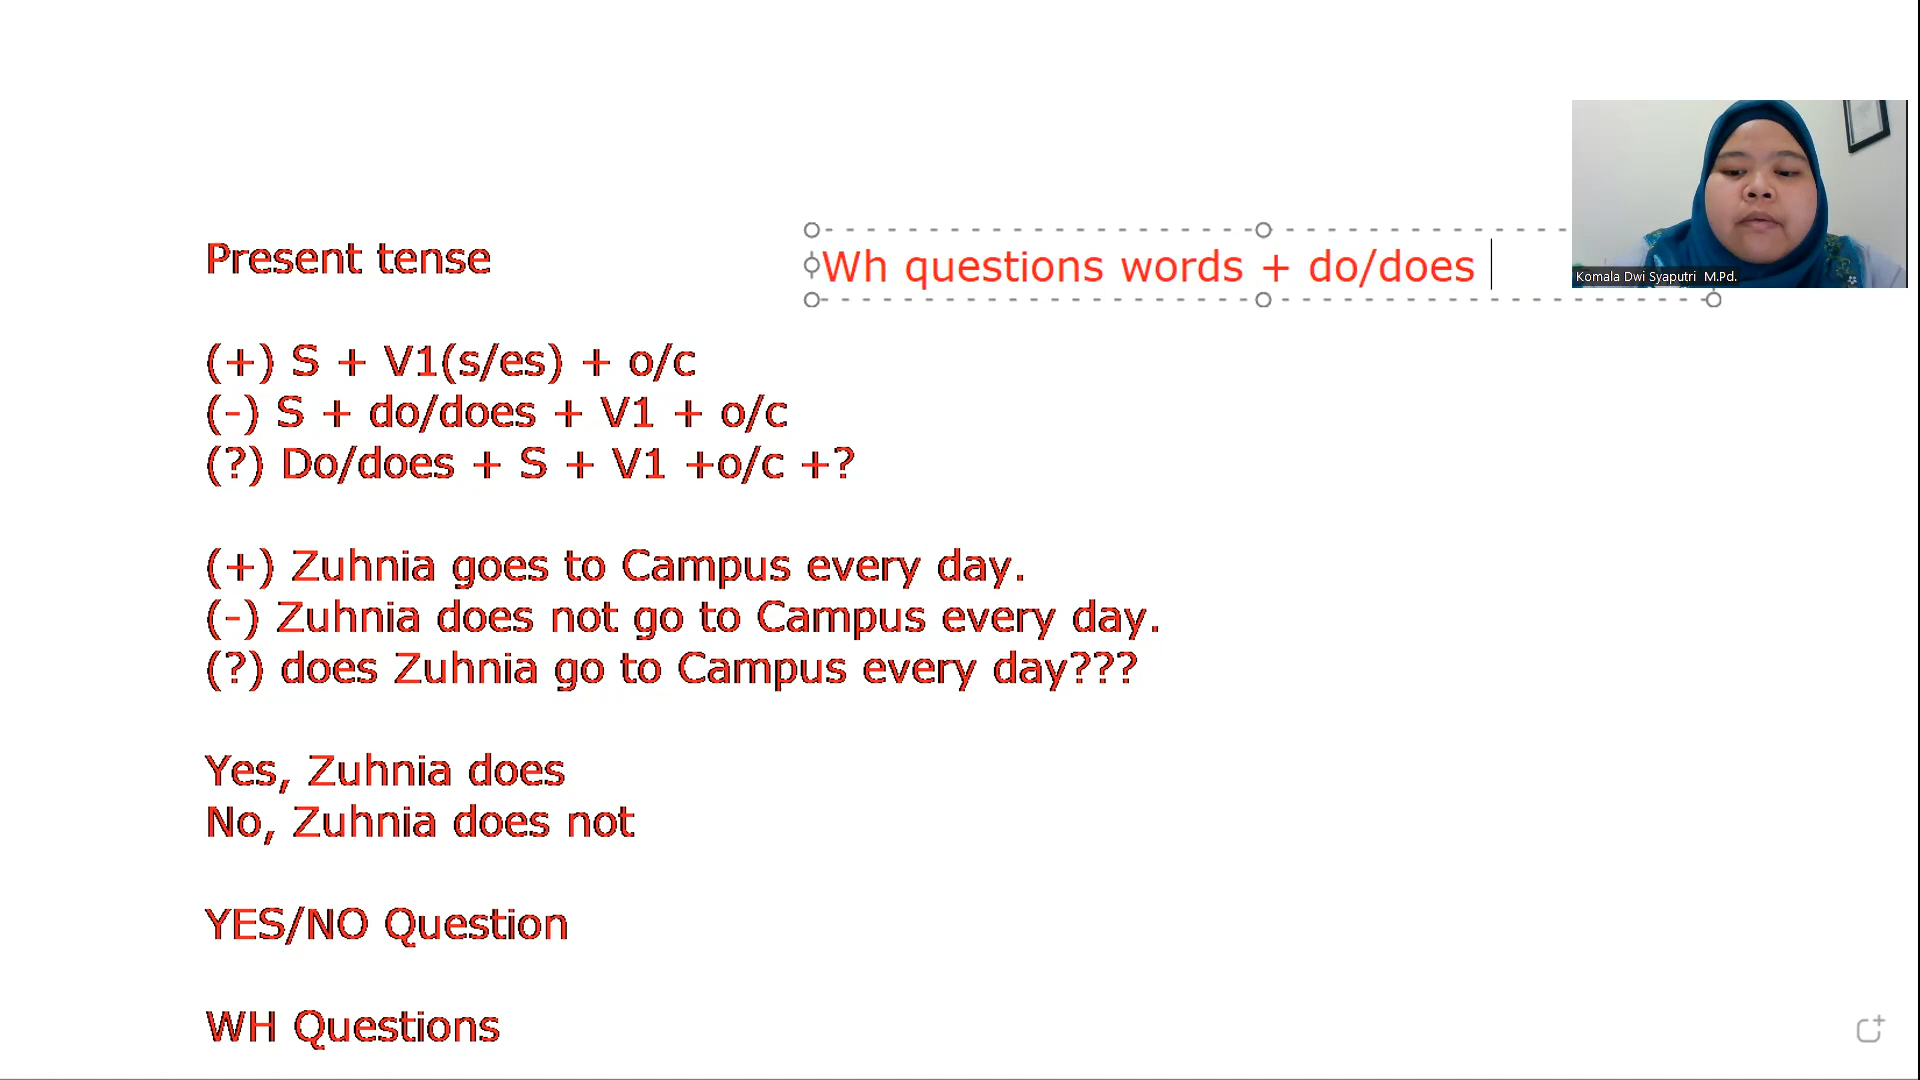 Present tense
Wh questions words + do/does
Komala Dwi Syaputri M.Pd.
(+) S + V1(s/es) + o/c
(-) S + do/does + V1 + o/c
(?) Do/does + S + V1 +o/c +?
(+) Zuhnia goes to Campus every day.
(-) Zuhnia does not go to Campus every day.
(?) does Zuhnia go to Campus every day???
Yes, Zuhnia does
No, Zuhnia does not
YES/NO Question
WH Questions